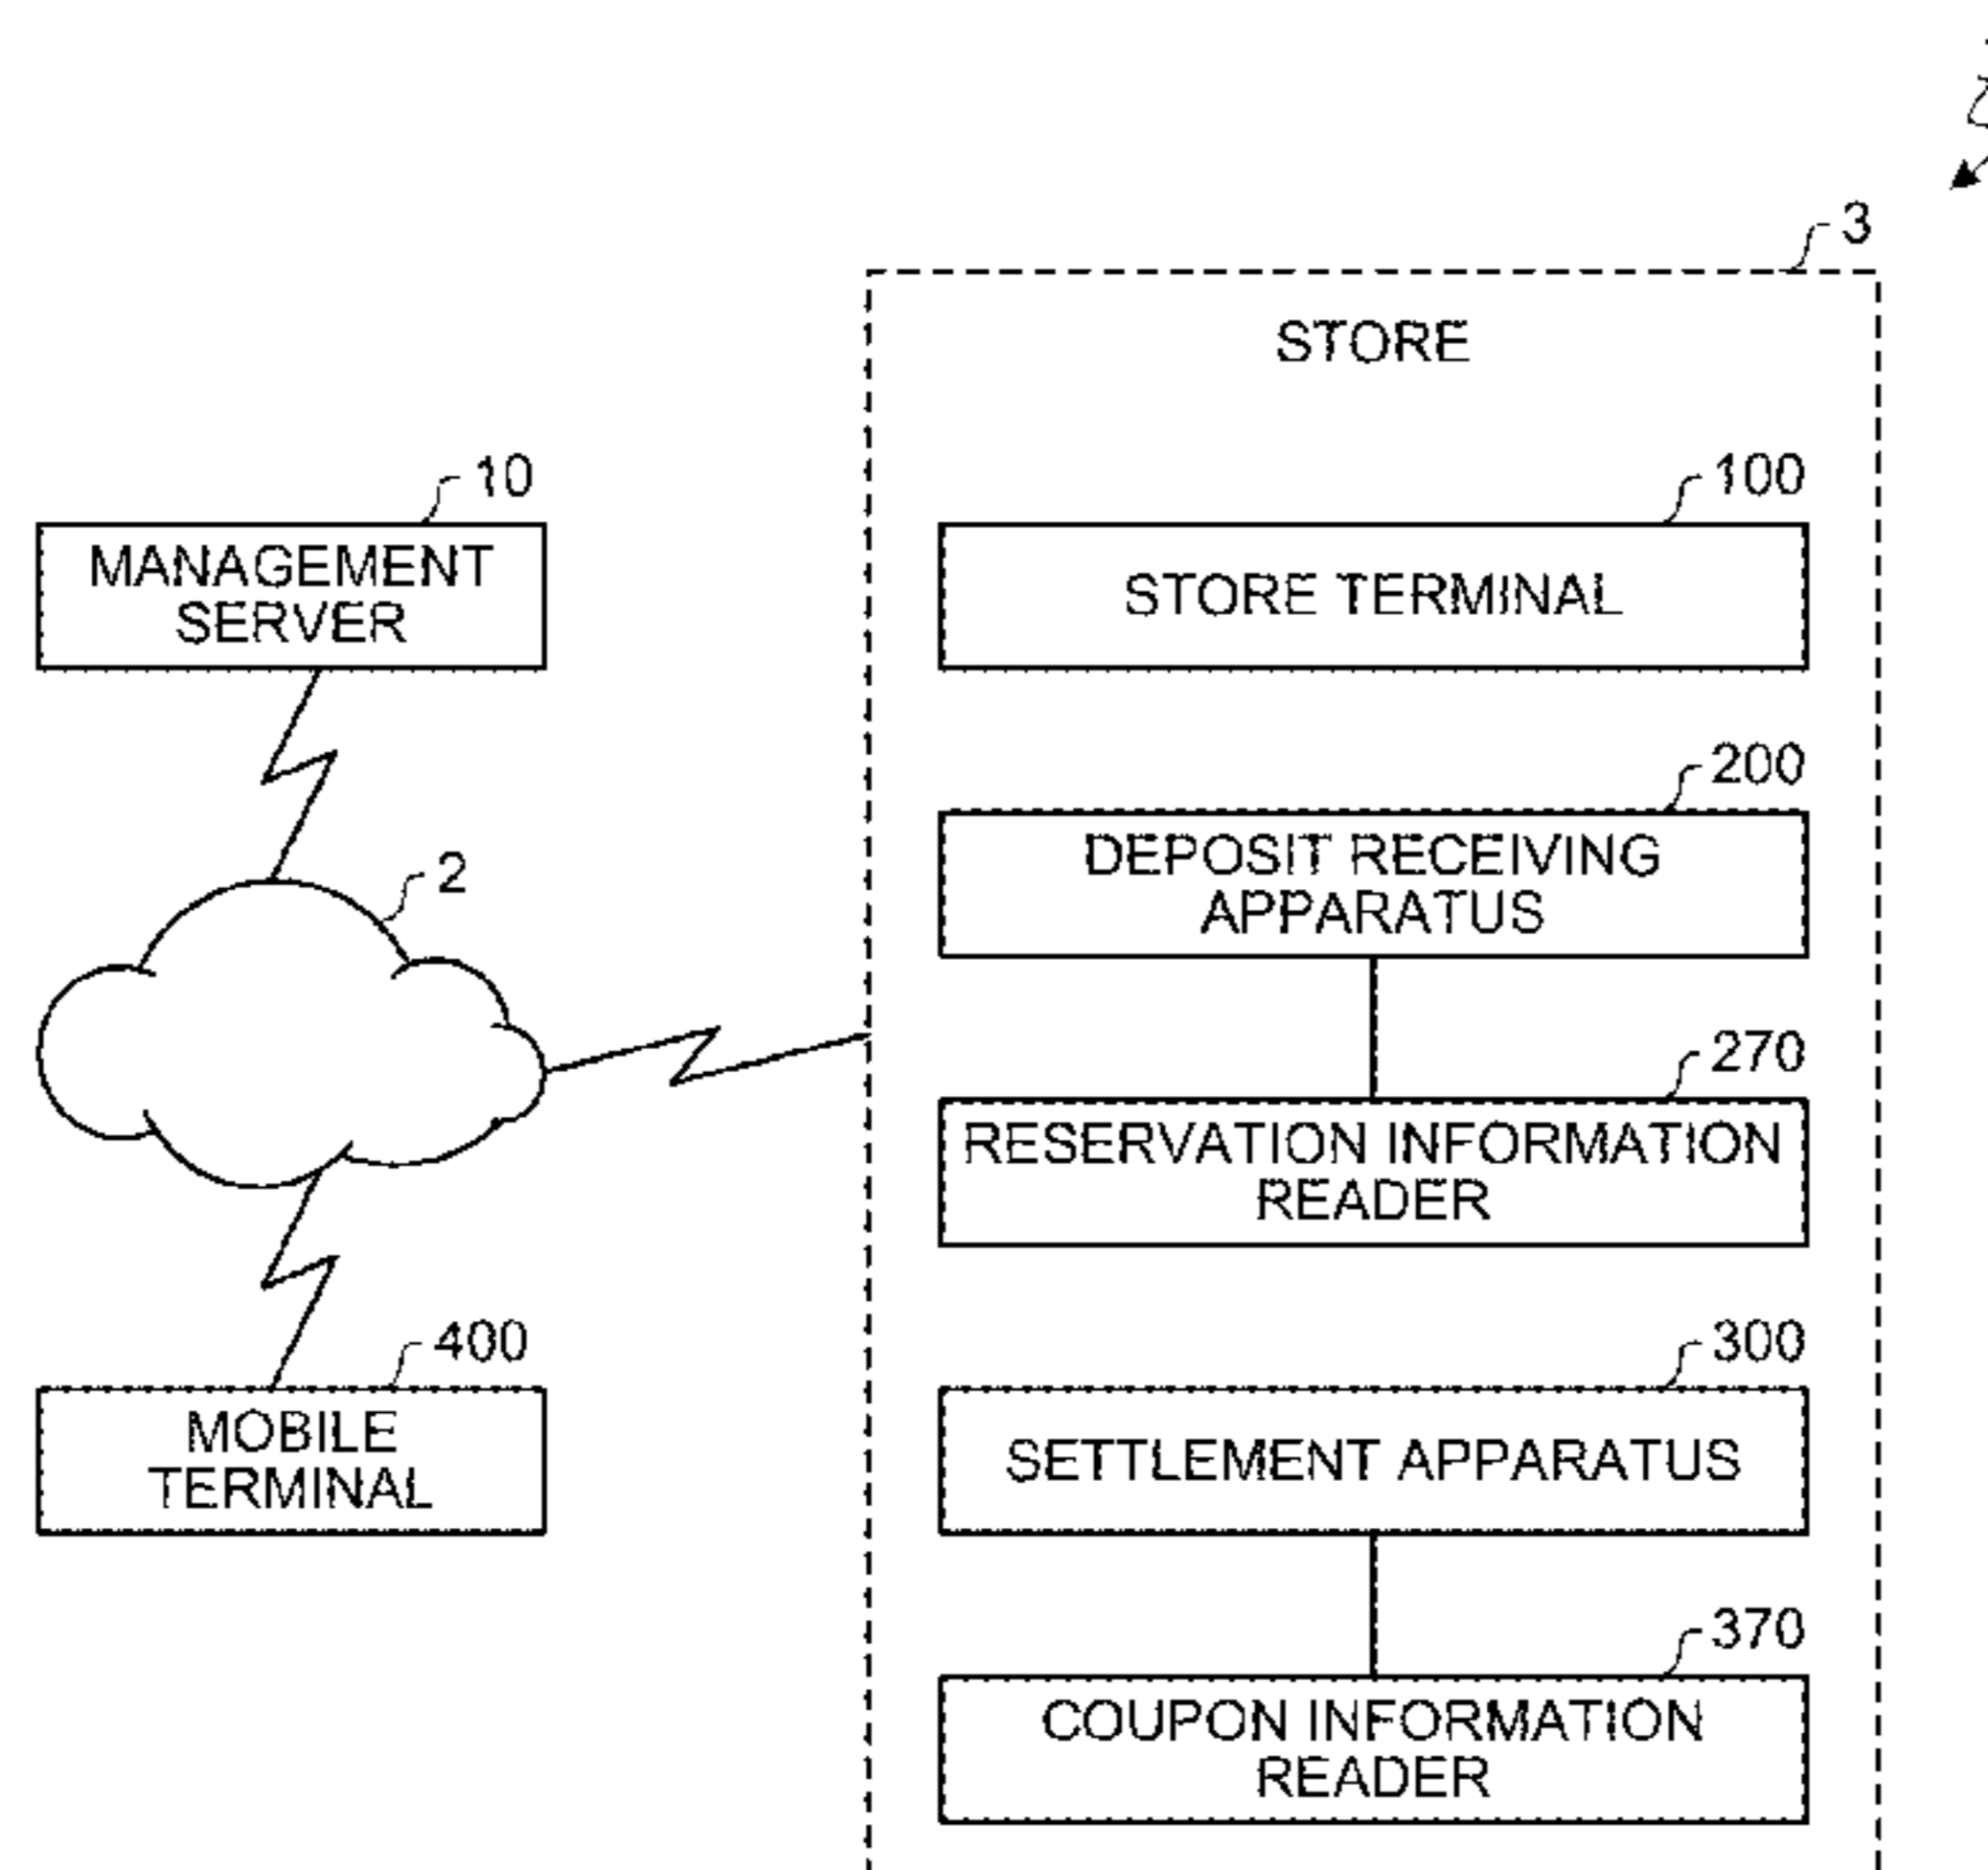 3
STORE
10
MANAGEMENT
SERVER
100
STORE TERMINAL
200
DEPOSIT RECEIVING
APPARATUS
2
270
RESERVATION INFORMATION
READER
400
MOBILE
TERMINAL
300
SETTLEMENT APPARATUS
370
COUPON INFORMATION
READER